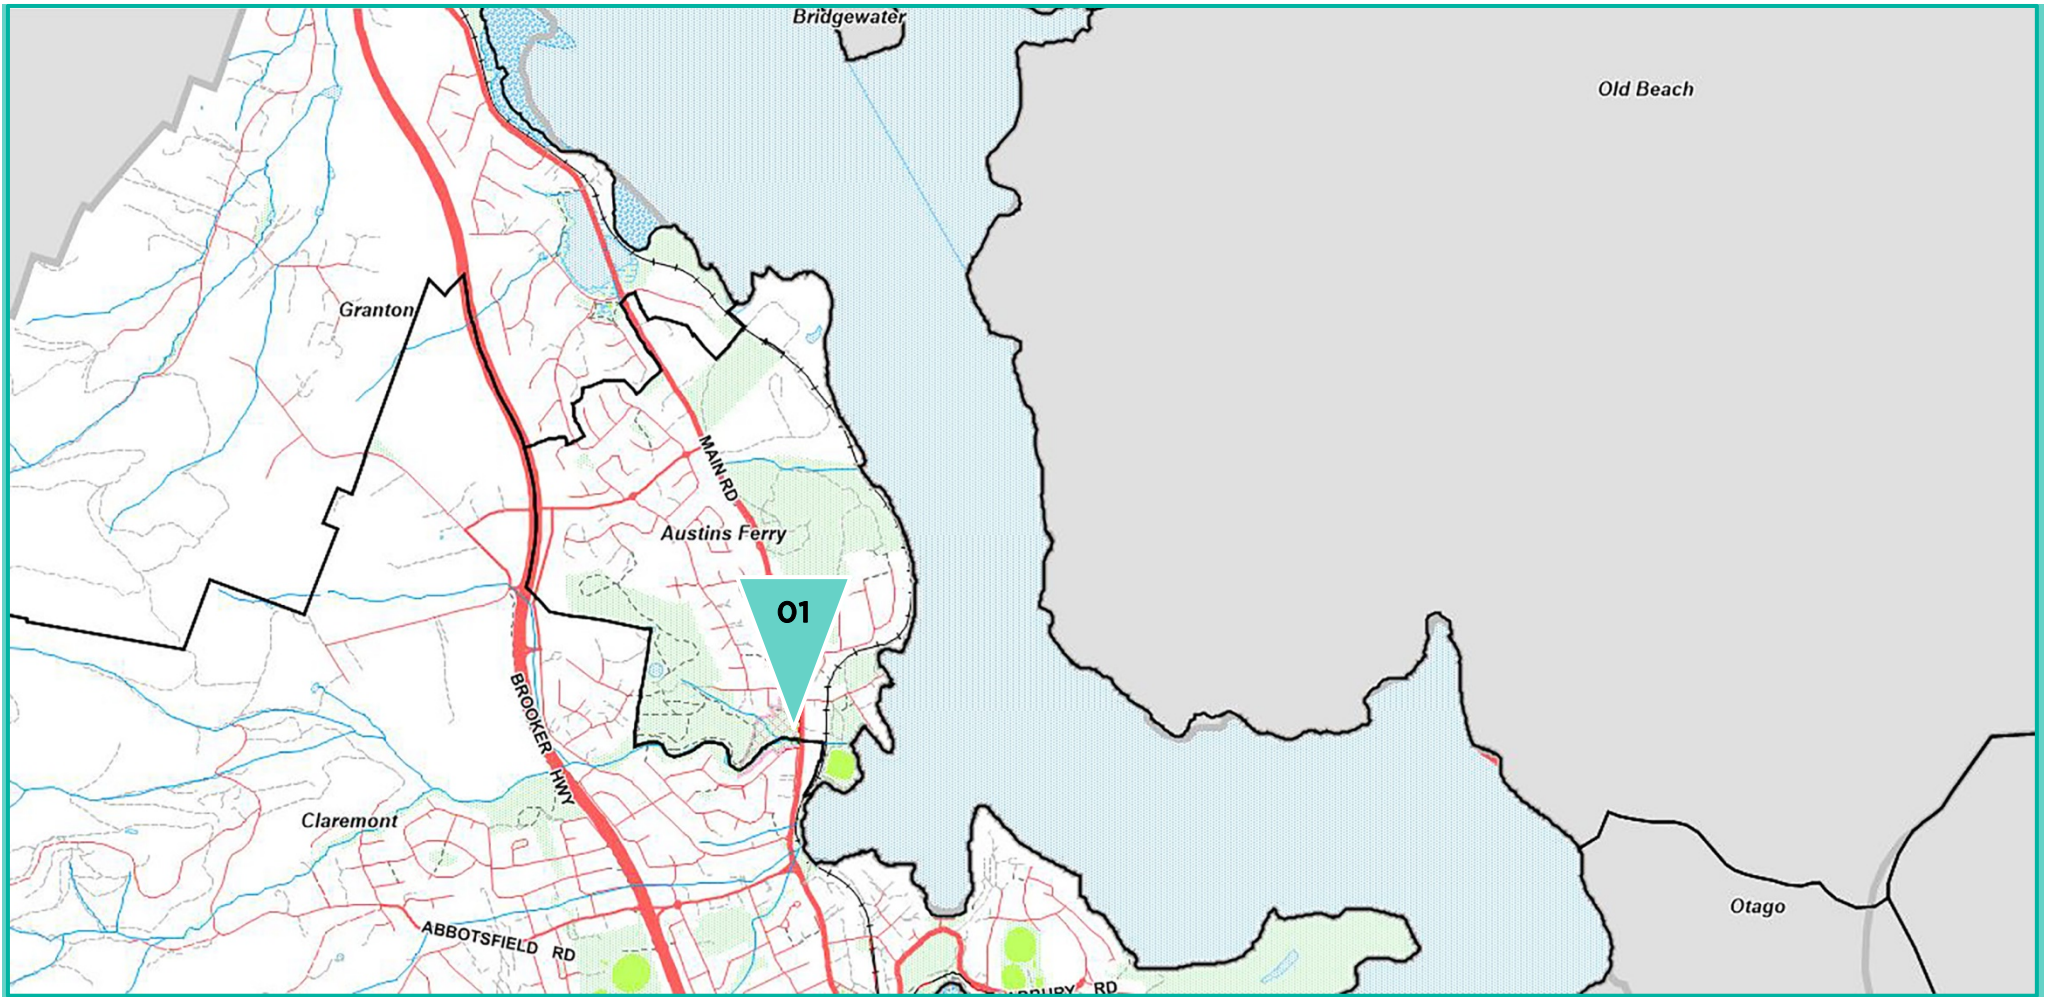 Bridgewater
Old Beach
Granton
MAIN RD
Austins Ferry
01
BROOKER HWY
Claremont
Otago
ABBOTSFIELD RD
RD